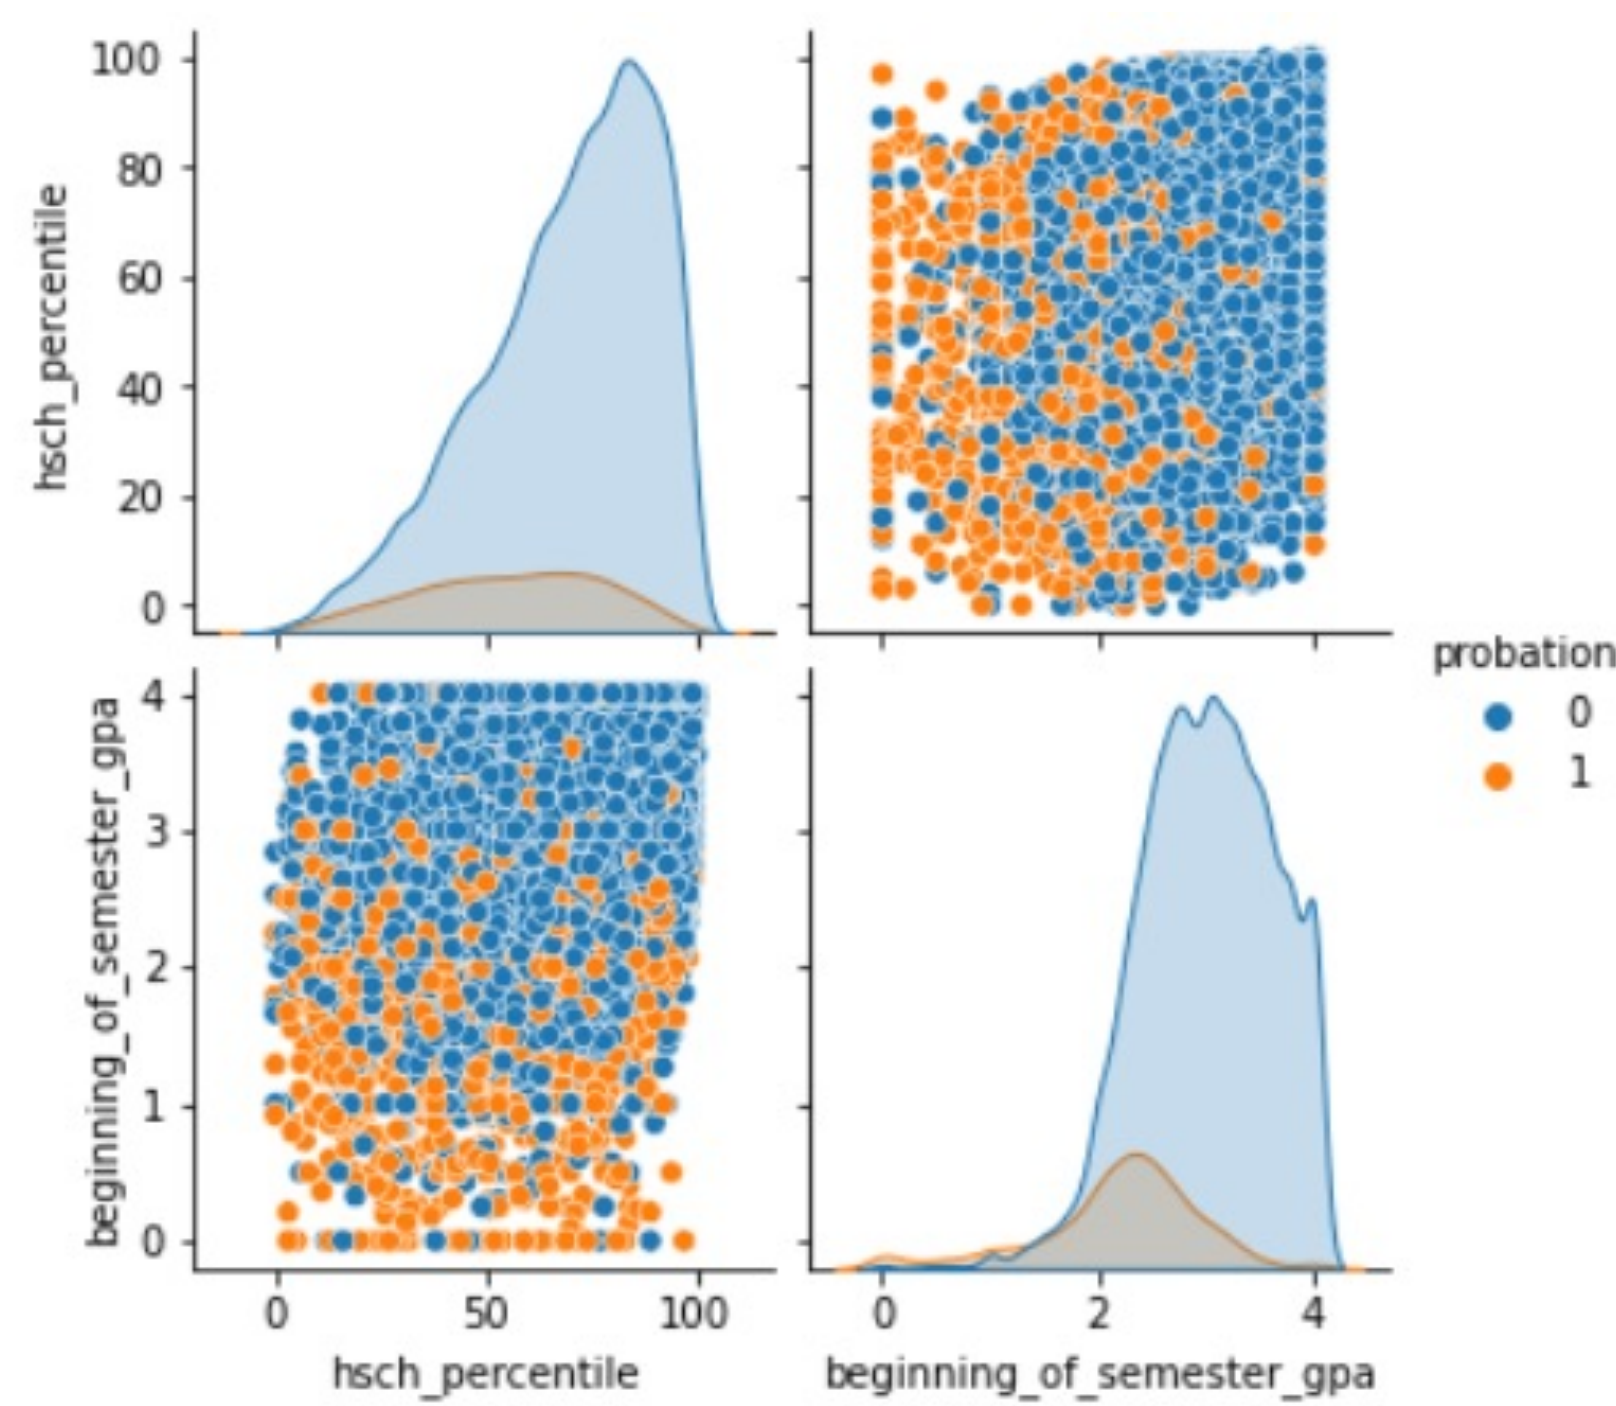 hsch_percentile
100
80
60
40
20
0
beginning_of_semester_gpa
4
3
2
1
0
0 50 100
hsch_percentile
0 2 4
beginning_of_semester_gpa
probation
0
1